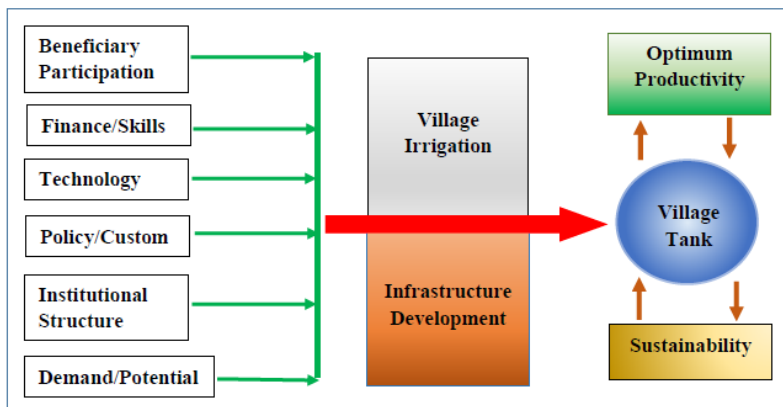 Beneficiary
Participation
Finance/Skills
Technology
Policy/Custom
Institutional
Structure
Demand/Potential
Village
Irrigation
Infrastructure
Development
Optimum
Productivity
Village
Tank
Sustainability